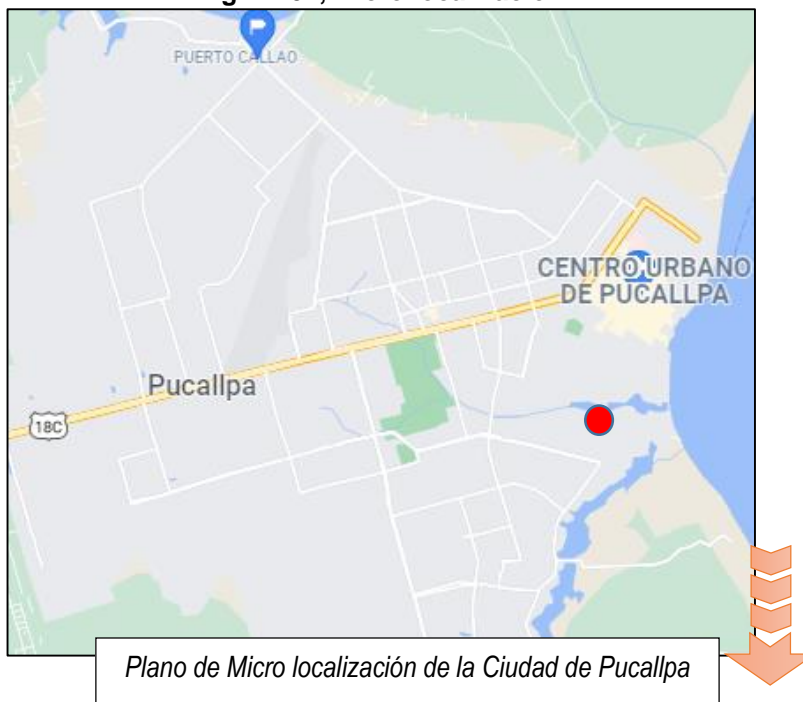 PUERTO CALLAO
CENTRO URBANO
DE PUCALLPA
Pucallpa
18C
Plano de Micro localización de la Ciudad de Pucallpa